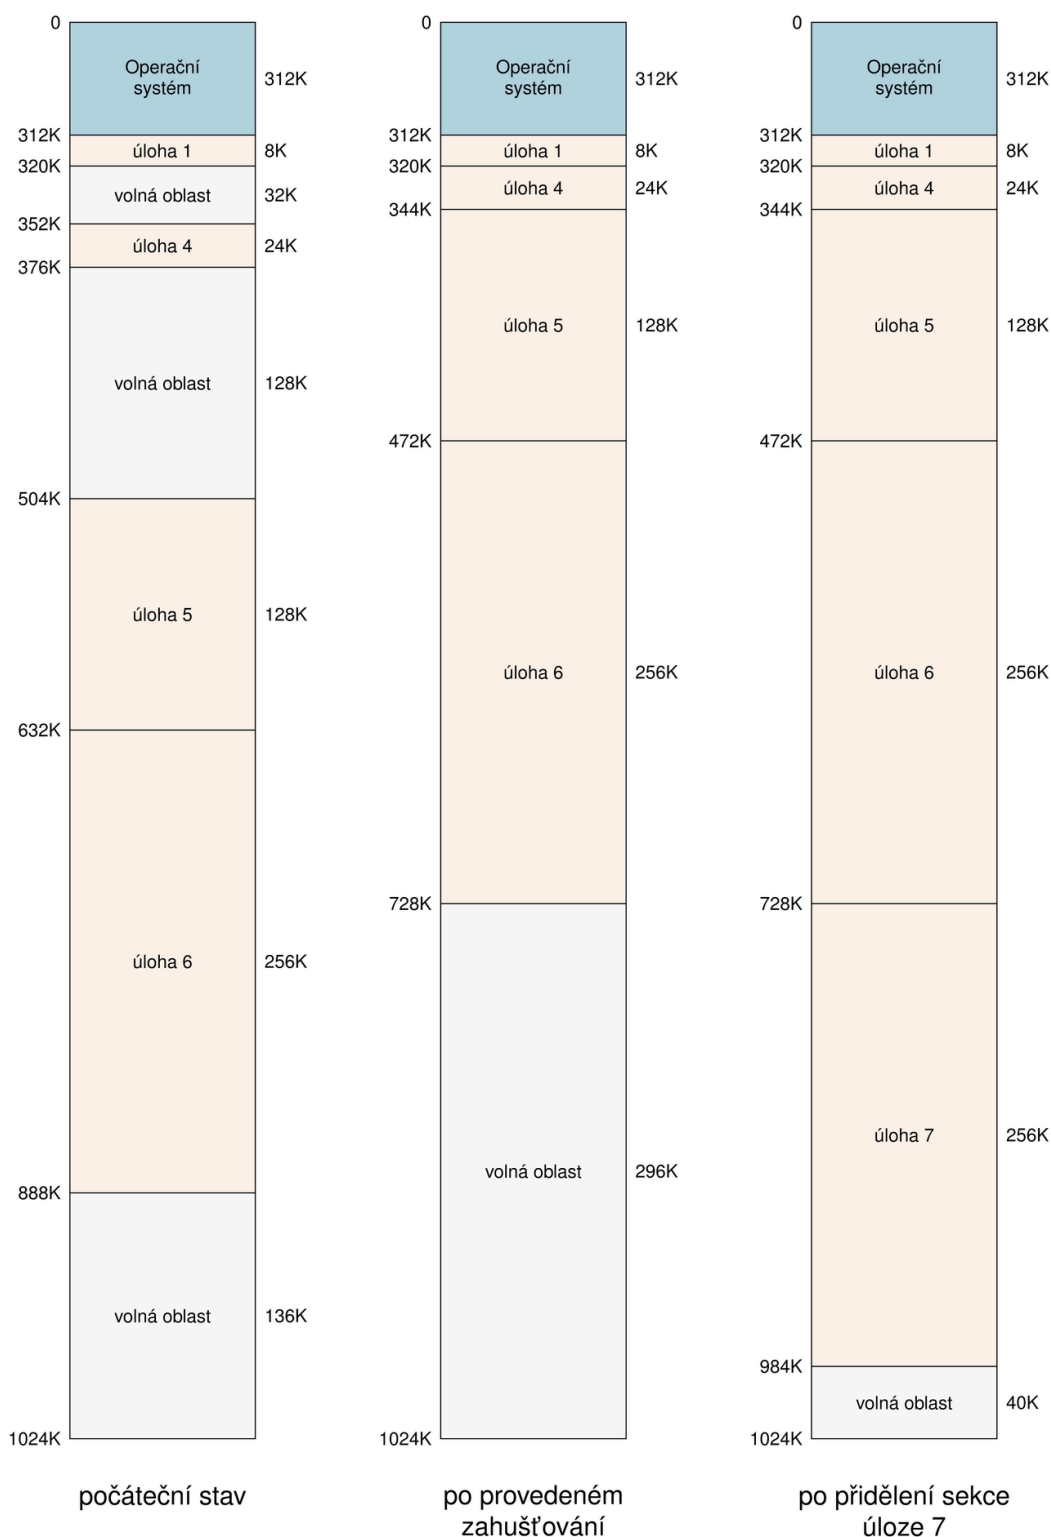 0
Operační
systém
312K
312K
úloha 1
8K
320K
volná oblast
32K
352K
úloha 4
24K
376K
volná oblast
128K
504K
úloha 5
128K
632K
úloha 6
256K
888K
volná oblast
136K
1024K
počáteční stav
0
Operační
systém
312K
312K
úloha 1
8K
320K
úloha 4
24K
344K
úloha 5
128K
472K
úloha 6
256K
728K
volná oblast
296K
1024K
po provedeném
zahušťování
0
Operační
systém
312K
312K
úloha 1
8K
320K
úloha 4
24K
344K
úloha 5
128K
472K
úloha 6
256K
728K
úloha 7
256K
984K
volná oblast
40K
1024K
po přidělení sekce
úloze 7